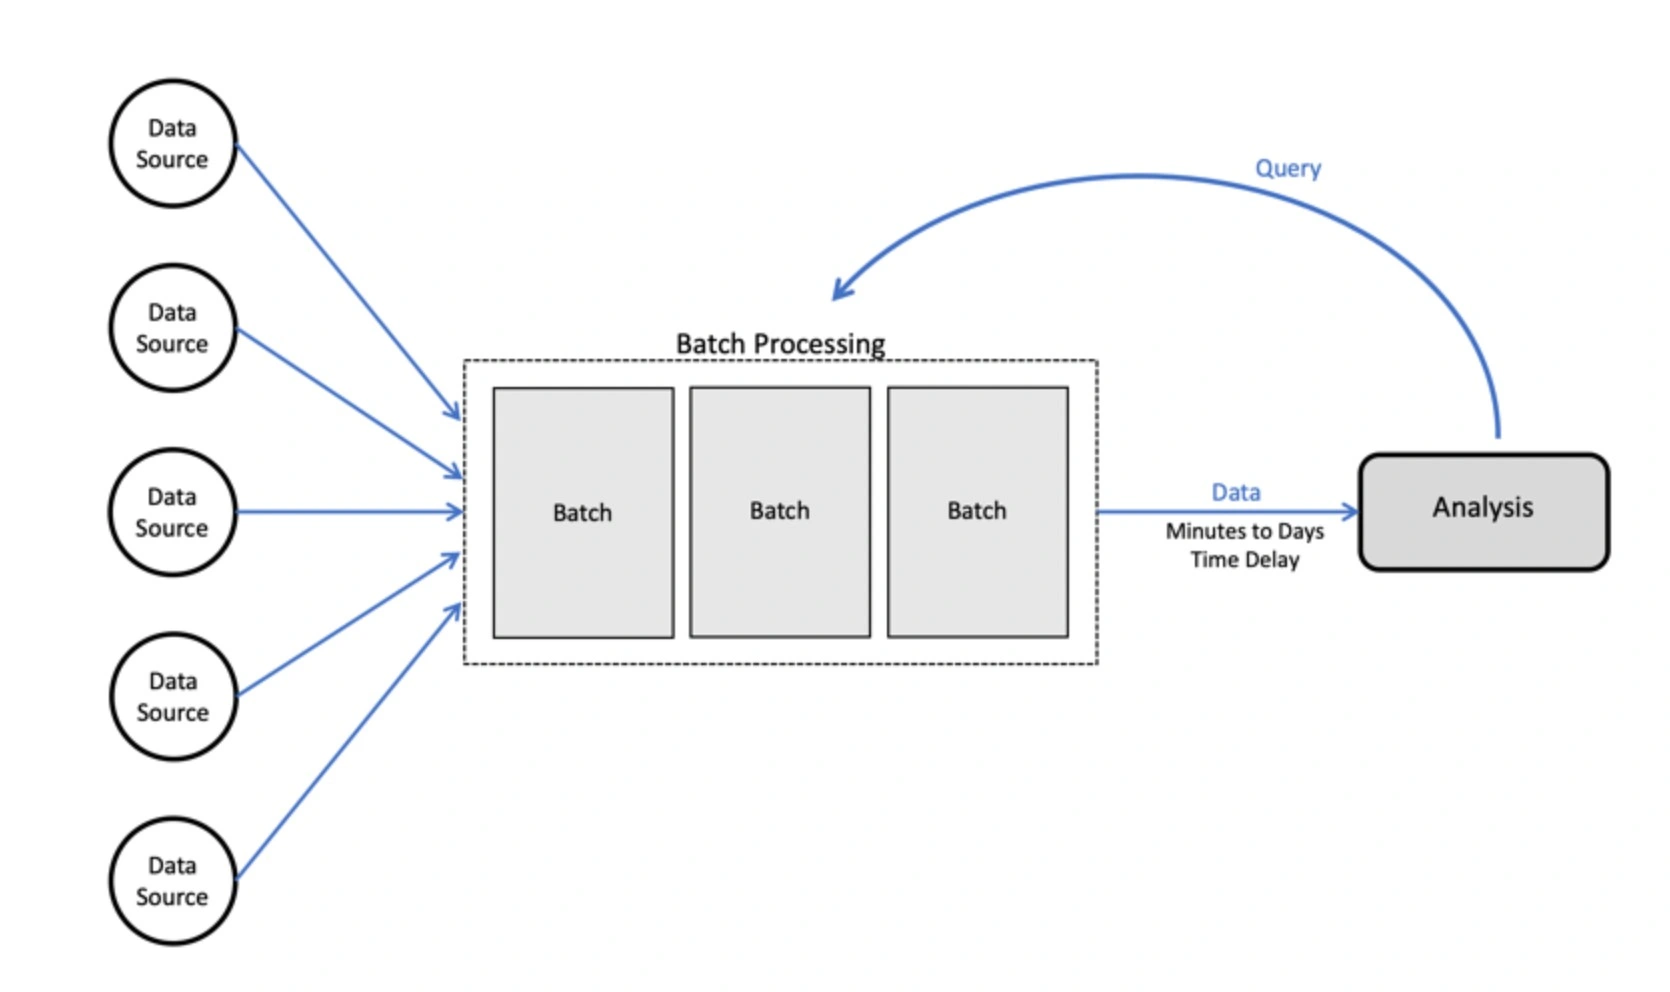 Data
Source
Data
Source
Data
Source
Data
Source
Data
Source
Batch Processing
Batch
Batch
Batch
Query
Data
Minutes to Days
Time Delay
Analysis